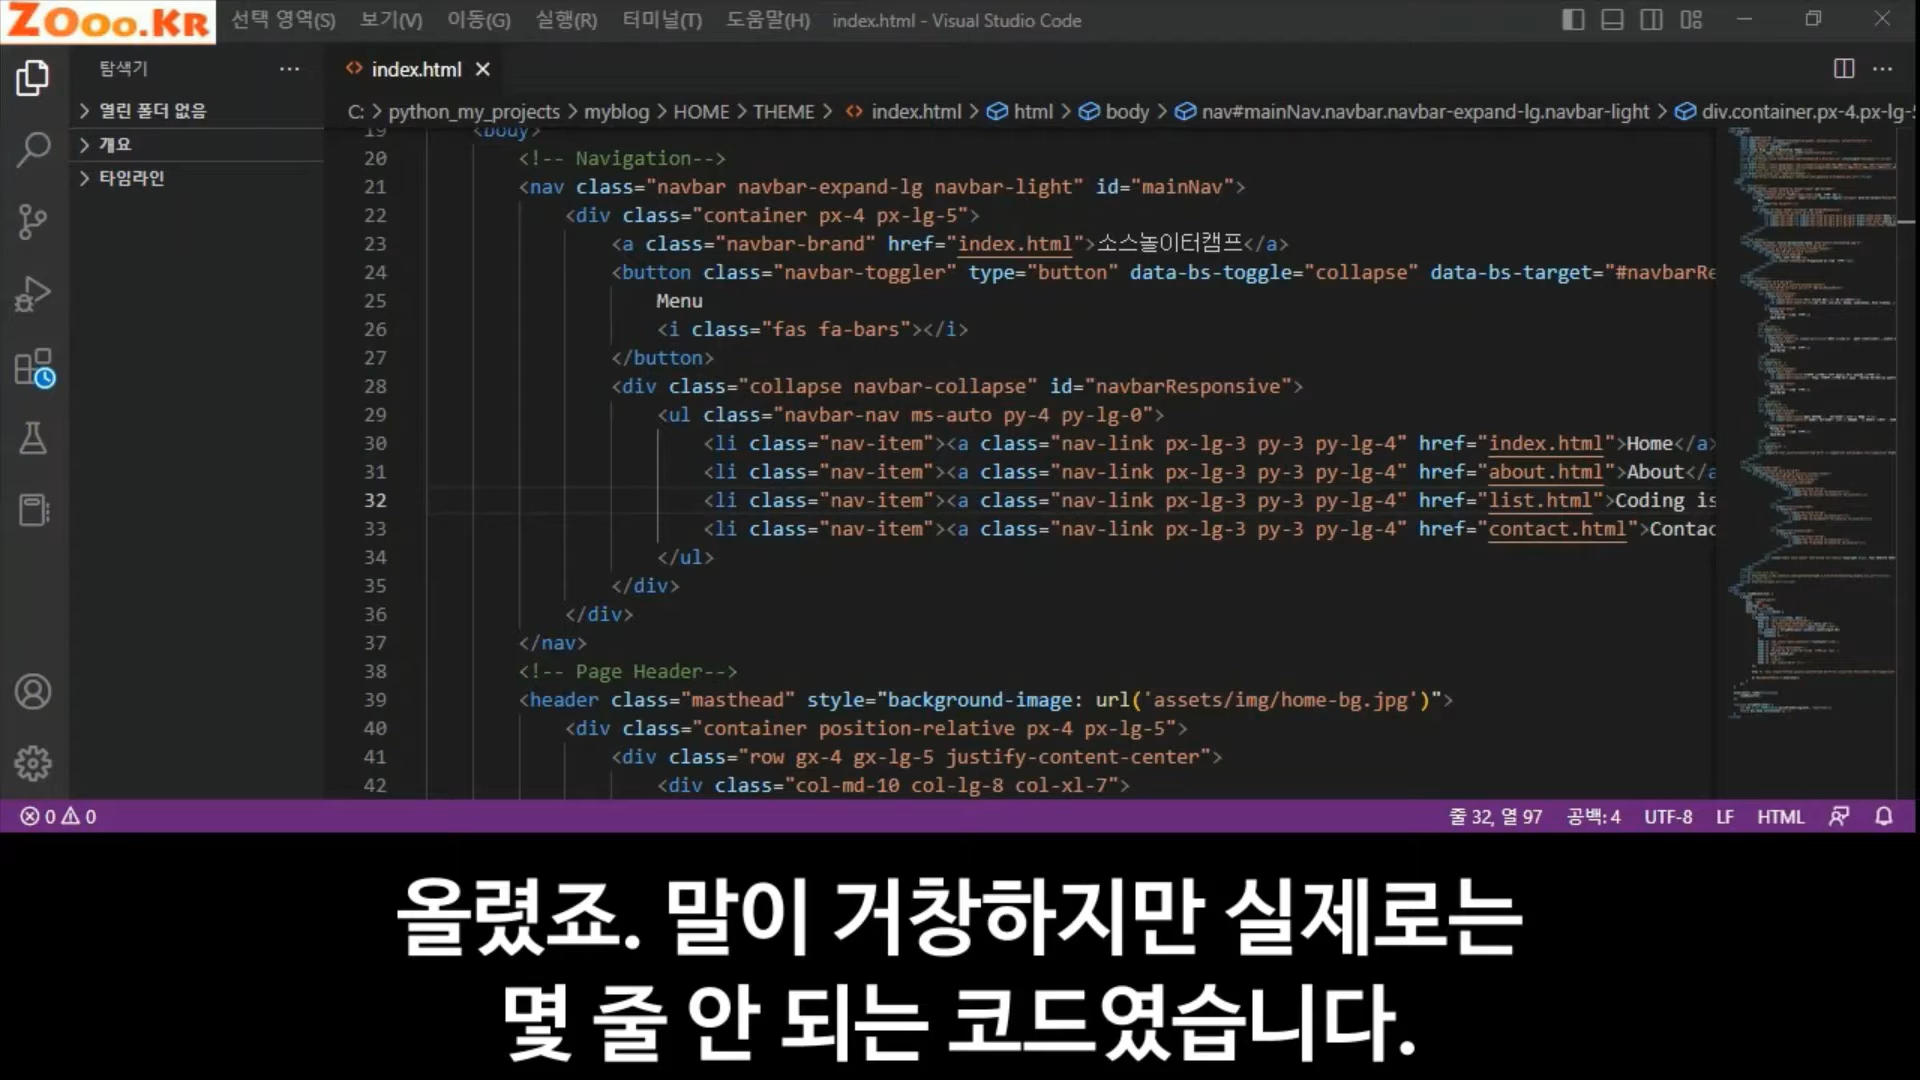 ZOoo.KR 선택 영역(S) 보기(V) 이동(G) 실행(R) 터미널(T) 도움말(H) index.html - Visual Studio Code
탐색기 ···
index.html
열린 폴더 없음
개요
타임라인
C: > python_my_projects > myblog > HOME > THEME > index.html > html > body > nav#mainNav.navbar.navbar-expand-lg.navbar-light > div.container.px-4.px-lg-5
19 <body>
20 <!-- Navigation-->
21 <nav class="navbar navbar-expand-lg navbar-light" id="mainNav">
22 <div class="container px-4 px-lg-5">
23 <a class="navbar-brand" href="index.html">소스놀이터캠프</a>
24 <button class="navbar-toggler" type="button" data-bs-toggle="collapse" data-bs-target="#navbarRe
25 Menu
26 <i class="fas fa-bars"></i>
27 </button>
28 <div class="collapse navbar-collapse" id="navbarResponsive">
29 <ul class="navbar-nav ms-auto py-4 py-lg-0">
30 <li class="nav-item"><a class="nav-link px-lg-3 py-3 py-lg-4" href="index.html">Home</a>
31 <li class="nav-item"><a class="nav-link px-lg-3 py-3 py-lg-4" href="about.html">About</a
32 <li class="nav-item"><a class="nav-link px-lg-3 py-3 py-lg-4" href="list.html">Coding is
33 <li class="nav-item"><a class="nav-link px-lg-3 py-3 py-lg-4" href="contact.html">Contac
34 </ul>
35 </div>
36 </div>
37 </nav>
38 <!-- Page Header-->
39 <header class="masthead" style="background-image: url('assets/img/home-bg.jpg')">
40 <div class="container position-relative px-4 px-lg-5">
41 <div class="row gx-4 gx-lg-5 justify-content-center">
42 <div class="col-md-10 col-lg-8 col-xl-7">
0 0 줄 32, 열 97 공백: 4 UTF-8 LF HTML
올렸죠. 말이 거창하지만 실제로는
몇 줄 안 되는 코드였습니다.